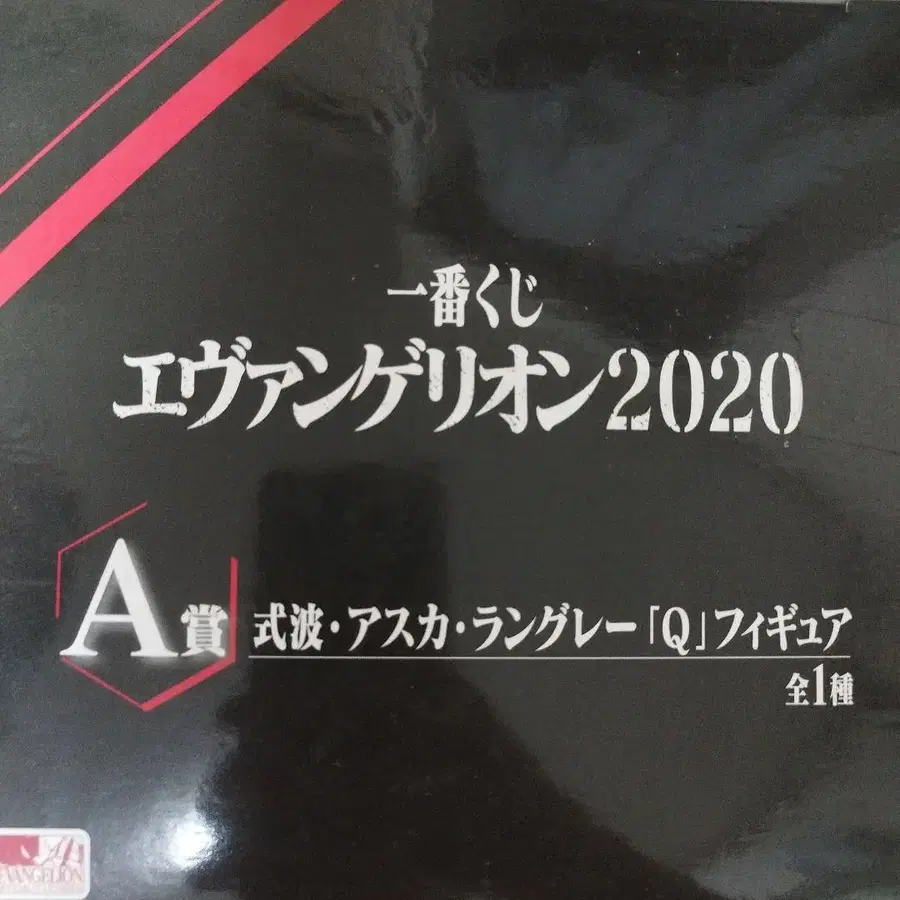 一番くじ
エヴァンゲリオン2020
A賞
式波・アスカ・ラングレー「Q」フィギュア
全1種